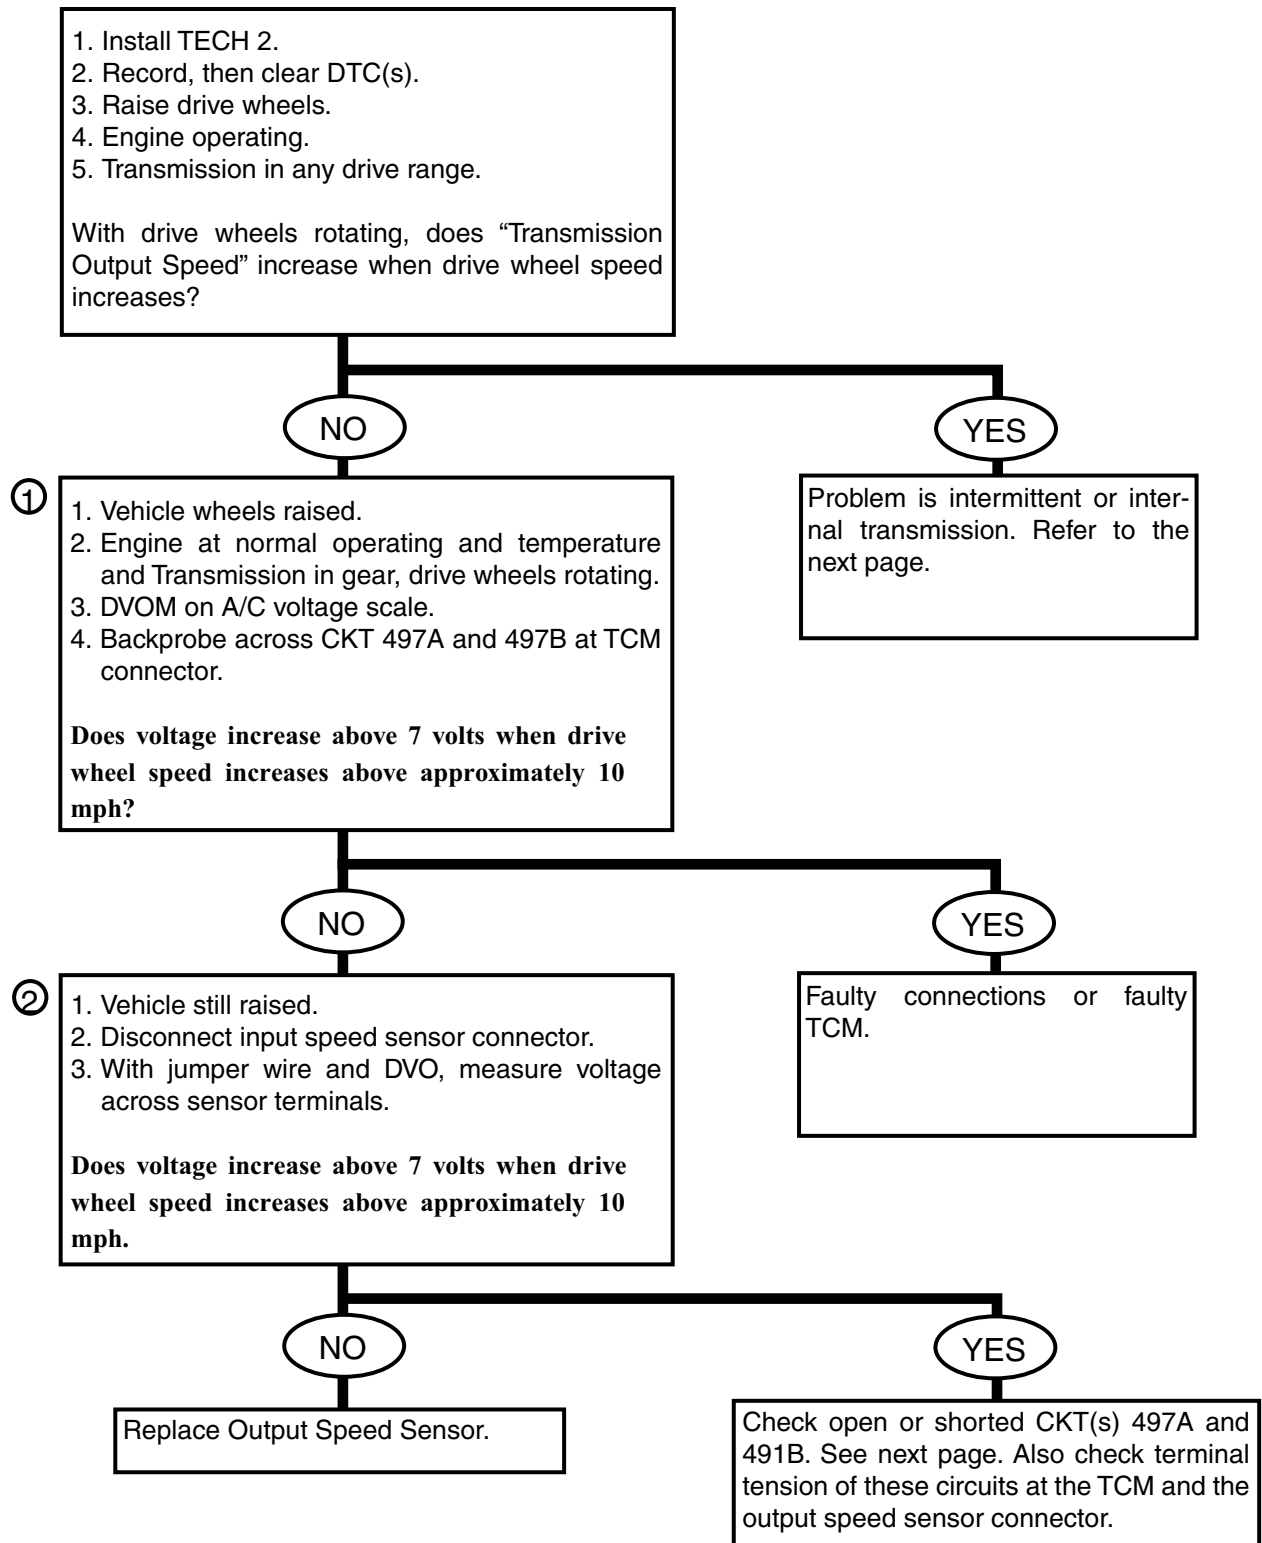 1. Install TECH 2.
2. Record, then clear DTC(s).
3. Raise drive wheels.
4. Engine operating.
5. Transmission in any drive range.
With drive wheels rotating, does “Transmission
Output Speed” increase when drive wheel speed
increases?
NO
YES
1
1. Vehicle wheels raised.
2. Engine at normal operating and temperature
and Transmission in gear, drive wheels rotating.
3. DVOM on A/C voltage scale.
4. Backprobe across CKT 497A and 497B at TCM
connector.
Does voltage increase above 7 volts when drive
wheel speed increases above approximately 10
mph?
Problem is intermittent or inter-
nal transmission. Refer to the
next page.
NO
YES
2
1. Vehicle still raised.
2. Disconnect input speed sensor connector.
3. With jumper wire and DVO, measure voltage
across sensor terminals.
Does voltage increase above 7 volts when drive
wheel speed increases above approximately 10
mph.
Faulty connections or faulty
TCM.
NO
YES
Replace Output Speed Sensor.
Check open or shorted CKT(s) 497A and
491B. See next page. Also check terminal
tension of these circuits at the TCM and the
output speed sensor connector.